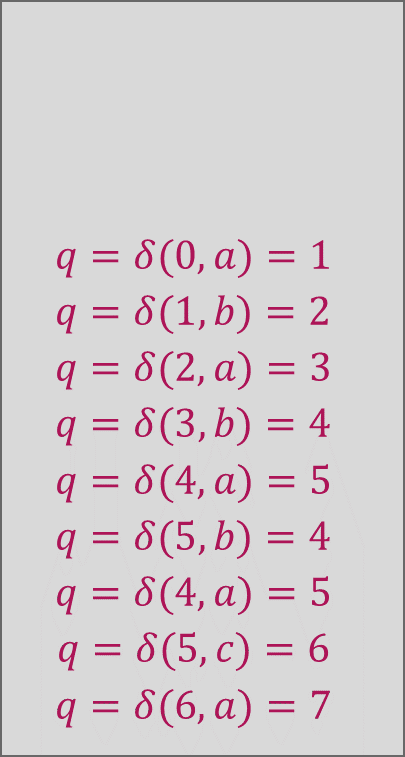 q = δ(0, a) = 1
q = δ(1, b) = 2
q = δ(2, a) = 3
q = δ(3, b) = 4
q = δ(4, a) = 5
q = δ(5, b) = 4
q = δ(4, a) = 5
q = δ(5, c) = 6
q = δ(6, a) = 7